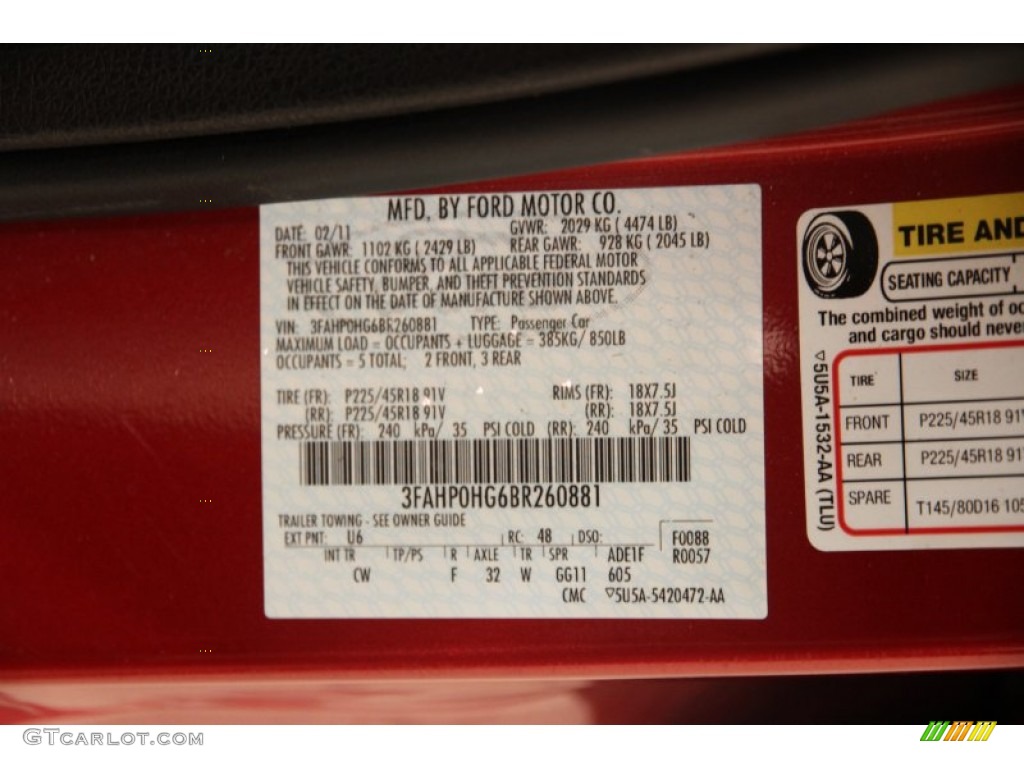 MFD. BY FORD MOTOR CO.
DATE: 02/11 GVWR: 2029 KG ( 4474 LB)
FRONT GAWR: 1102 KG ( 2429 LB) REAR GAWR: 928 KG ( 2045 LB)
THIS VEHICLE CONFORMS TO ALL APPLICABLE FEDERAL MOTOR
VEHICLE SAFETY, BUMPER, AND THEFT PREVENTION STANDARDS
IN EFFECT ON THE DATE OF MANUFACTURE SHOWN ABOVE.
VIN: 3FAHP0HG6BR260881 TYPE: Passenger Car
MAXIMUM LOAD = OCCUPANTS + LUGGAGE = 385KG/ 850LB
OCCUPANTS = 5 TOTAL; 2 FRONT, 3 REAR
TIRE (FR): P225/45R18 91V RIMS (FR): 18X7.5J
(RR): P225/45R18 91V (RR): 18X7.5J
PRESSURE (FR): 240 kPa/ 35 PSI COLD (RR): 240 kPa/ 35 PSI COLD
3FAHP0HG6BR260881
TRAILER TOWING - SEE OWNER GUIDE
EXT PNT: U6 RC: 48 DSO: F0088
INT TR TP/PS R AXLE TR SPR ADE1F R0057
CW F 32 W GG11 605
CMC ▽5U5A-5420472-AA
TIRE AND
SEATING CAPACITY
The combined weight of oc
and cargo should never
TIRE SIZE
FRONT P225/45R18 91V
REAR P225/45R18 91
SPARE T145/80D16 105
▽5U5A-1532-AA (TLU)
GTcarlot.com